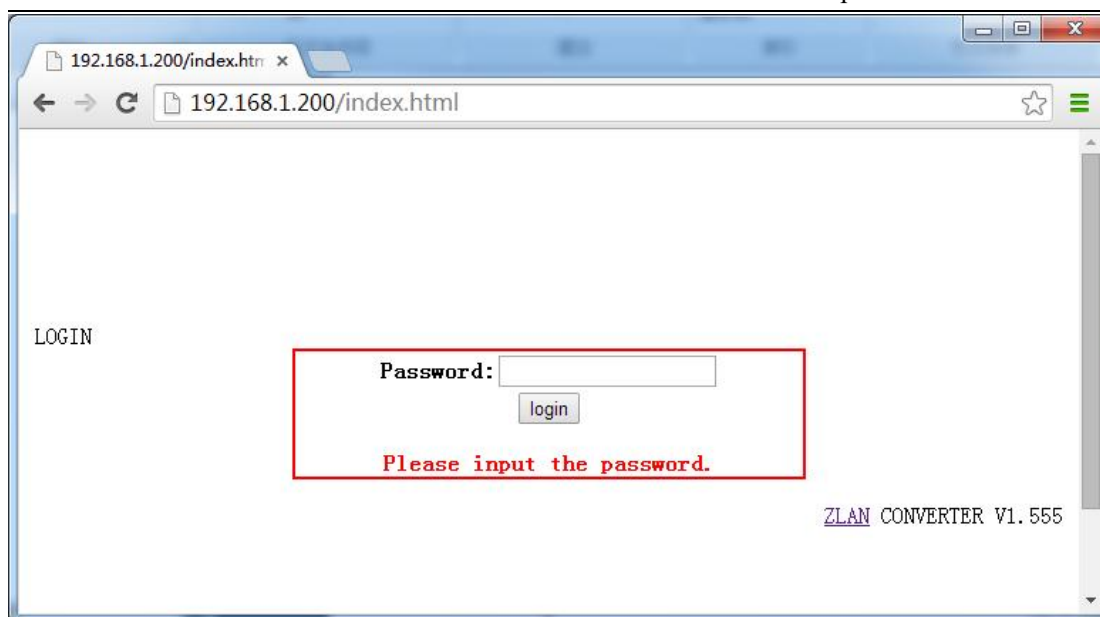 192.168.1.200/index.htm
192.168.1.200/index.html
LOGIN
Password:
login
Please input the password.
ZLAN CONVERTER V1.555